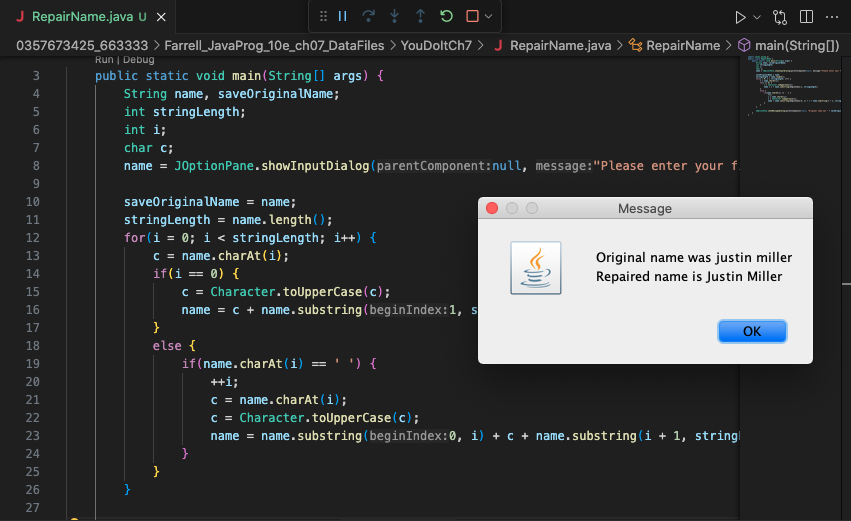 RepairName.java U
0357673425_663333 > Farrell_JavaProg_10e_ch07_DataFiles > YouDoItCh7 > RepairName.java > RepairName > main(String[])
Run | Debug
3 public static void main(String[] args) {
4 String name, saveOriginalName;
5 int stringLength;
6 int i;
7 char c;
8 name = JOptionPane.showInputDialog(parentComponent:null, message:"Please enter your f
9
10 saveOriginalName = name;
11 stringLength = name.length();
12 for(i = 0; i < stringLength; i++) {
13 c = name.charAt(i);
14 if(i == 0) {
15 c = Character.toUpperCase(c);
16 name = c + name.substring(beginIndex:1, s
17 }
18 else {
19 if(name.charAt(i) == ' ') {
20 ++i;
21 c = name.charAt(i);
22 c = Character.toUpperCase(c);
23 name = name.substring(beginIndex:0, i) + c + name.substring(i + 1, string
24 }
25 }
26 }
27
Message
Original name was justin miller
Repaired name is Justin Miller
OK